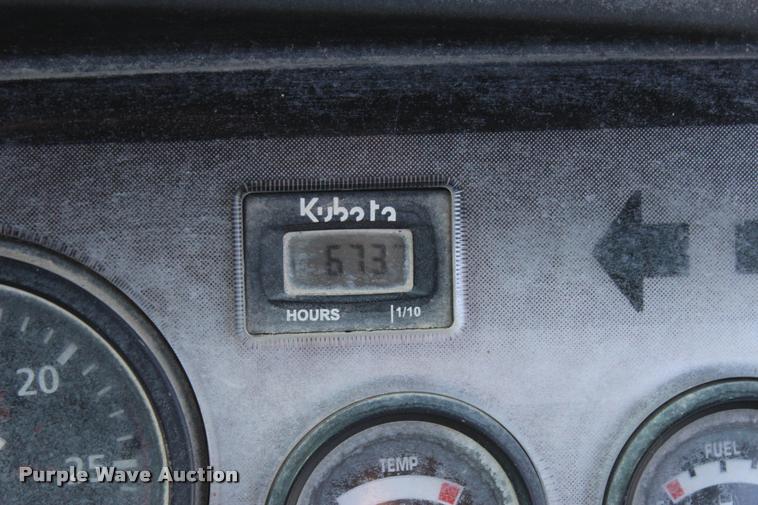 Kubota
673
HOURS 1/10
20
25
TEMP
FUEL
Purple Wave Auction